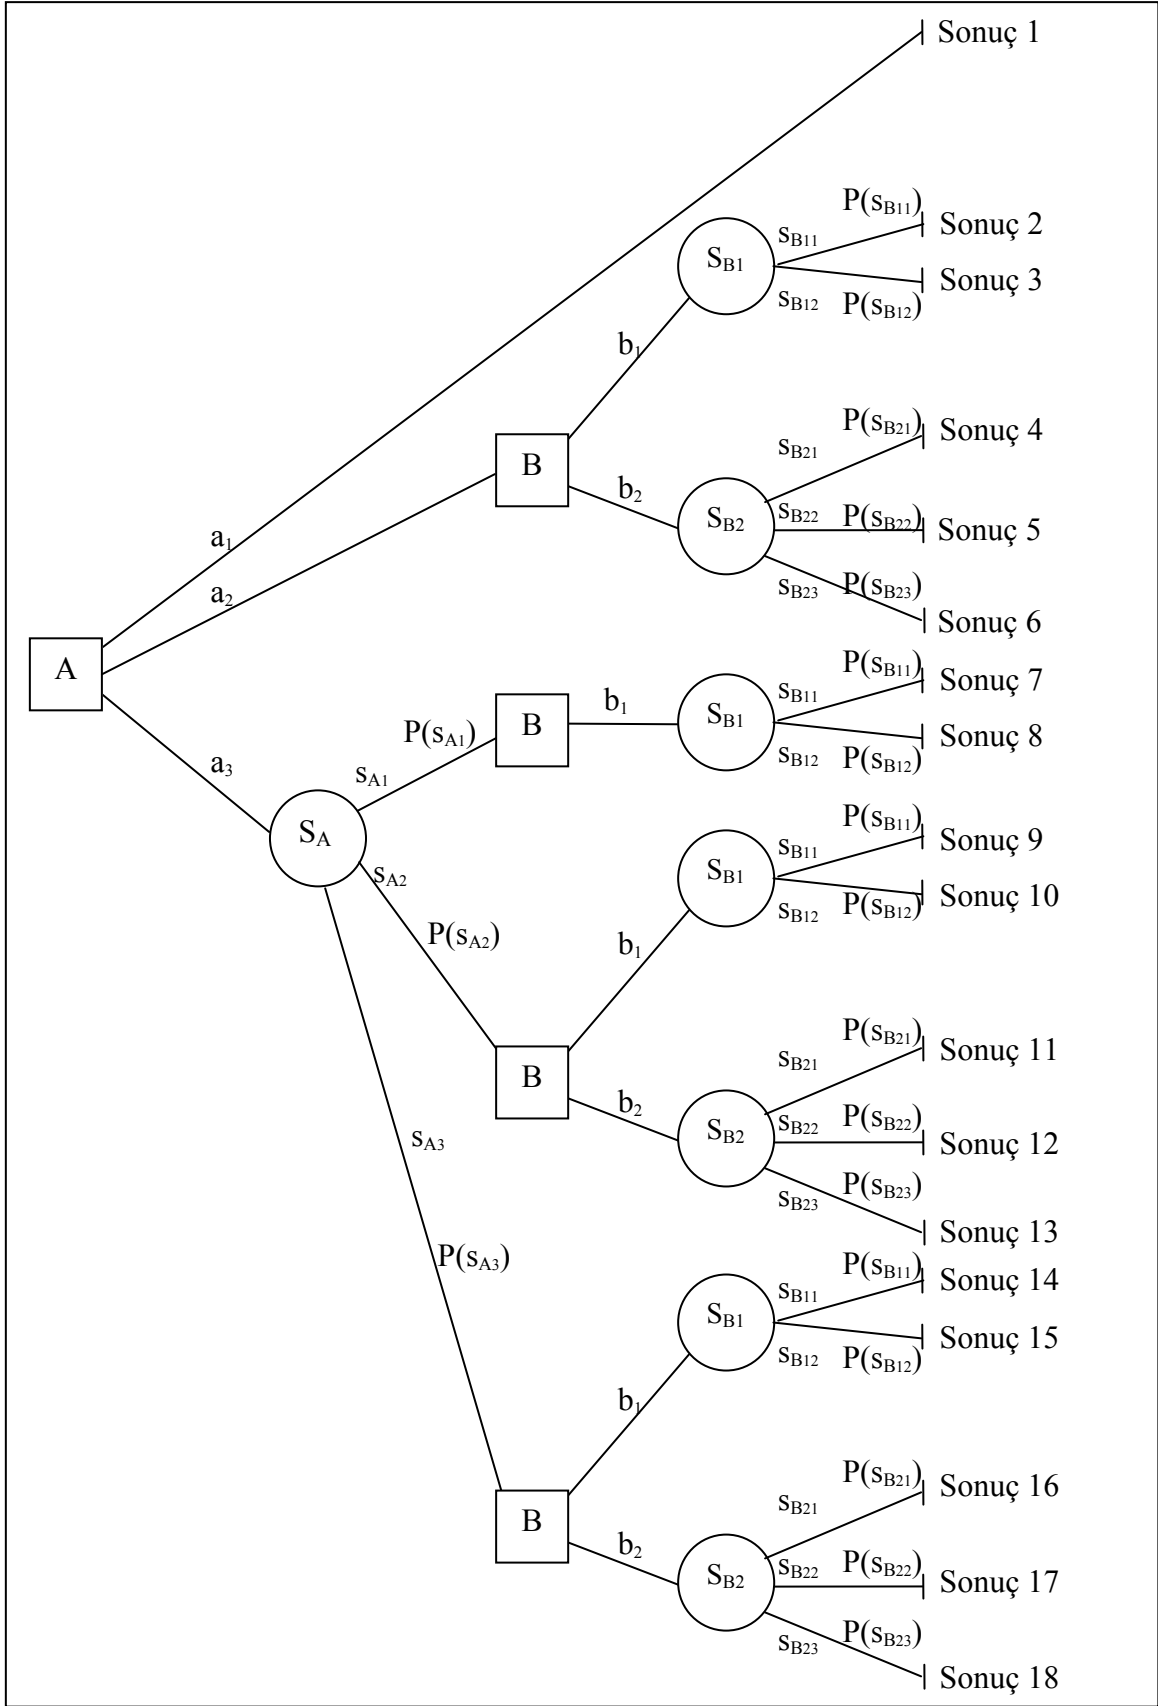 Sonuç 1
P(sB11)
sB11
Sonuç 2
SB1
Sonuç 3
sB12
P(sB12)
b1
P(sB21)
Sonuç 4
sB21
B
b2
sB22
P(sB22)
SB2
Sonuç 5
a1
sB23
P(sB23)
a2
Sonuç 6
A
P(sB11)
Sonuç 7
sB11
b1
SB1
B
P(sA1)
Sonuç 8
sB12
P(sB12)
a3
sA1
P(sB11)
SA
Sonuç 9
sB11
sA2
SB1
Sonuç 10
sB12
P(sB12)
P(sA2)
b1
P(sB21)
Sonuç 11
sB21
B
b2
sB22
P(sB22)
SB2
sA3
Sonuç 12
sB23
P(sB23)
Sonuç 13
P(sA3)
P(sB11)
Sonuç 14
sB11
SB1
Sonuç 15
sB12
P(sB12)
b1
P(sB21)
Sonuç 16
sB21
B
b2
sB22
P(sB22)
SB2
Sonuç 17
sB23
P(sB23)
Sonuç 18